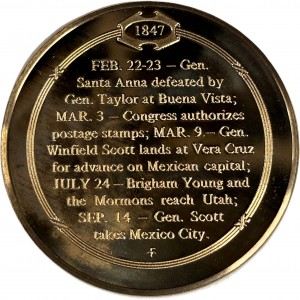 1847
FEB. 22-23 — Gen.
Santa Anna defeated by
Gen. Taylor at Buena Vista;
MAR. 3 — Congress authorizes
postage stamps; MAR. 9 — Gen.
Winfield Scott lands at Vera Cruz
for advance on Mexican capital;
JULY 24 — Brigham Young and
the Mormons reach Utah;
SEP. 14 — Gen. Scott
takes Mexico City.